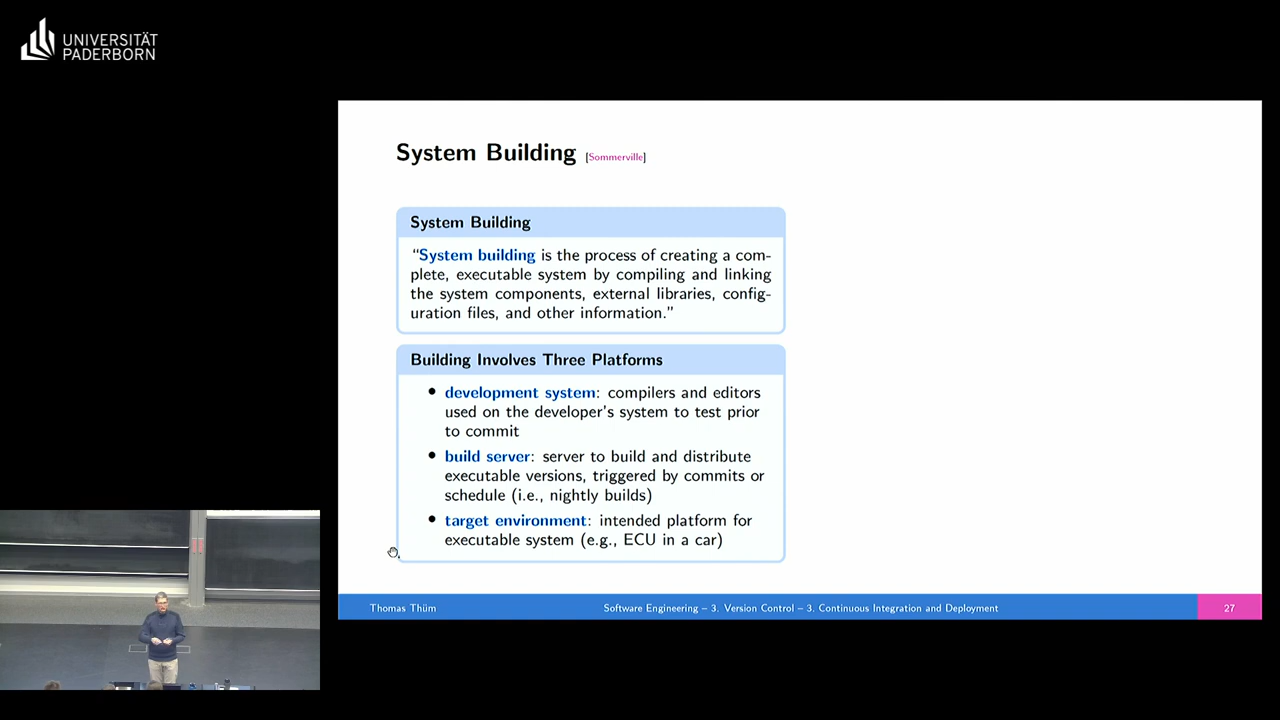 UNIVERSITÄT
PADERBORN
System Building [Sommerville]
System Building
“System building is the process of creating a com-
plete, executable system by compiling and linking
the system components, external libraries, config-
uration files, and other information.”
Building Involves Three Platforms
• development system: compilers and editors
used on the developer's system to test prior
to commit
• build server: server to build and distribute
executable versions, triggered by commits or
schedule (i.e., nightly builds)
• target environment: intended platform for
executable system (e.g., ECU in a car)
Thomas Thüm
Software Engineering – 3. Version Control – 3. Continuous Integration and Deployment
27